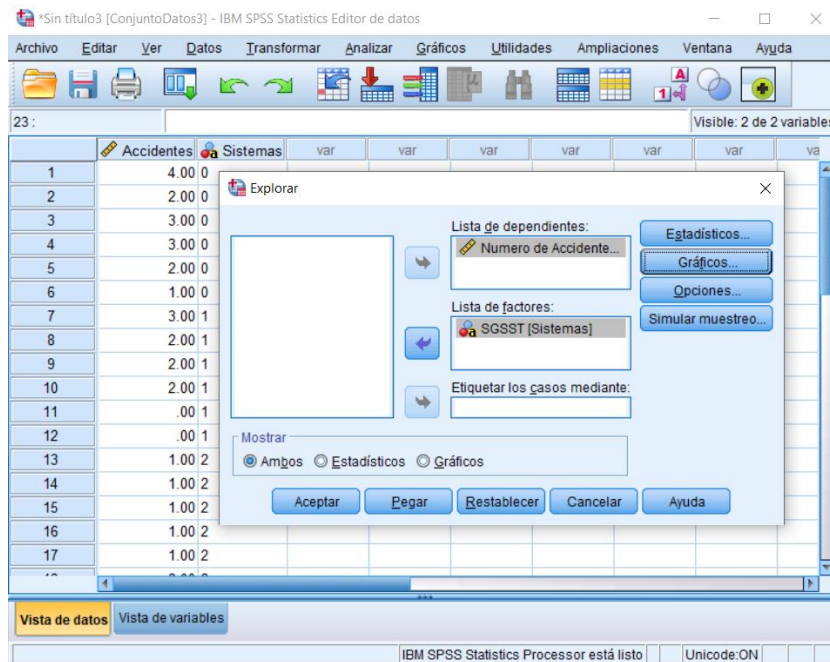 *Sin título3 [ConjuntoDatos3] - IBM SPSS Statistics Editor de datos
Archivo Editar Ver Datos Transformar Analizar Gráficos Utilidades Ampliaciones Ventana Ayuda
23 :
Visible: 2 de 2 variables
Accidentes Sistemas var var var var var var va
1 4.00 0
2 2.00 0
3 3.00 0
4 3.00 0
5 2.00 0
6 1.00 0
7 3.00 1
8 2.00 1
9 2.00 1
10 2.00 1
11 .00 1
12 .00 1
13 1.00 2
14 1.00 2
15 1.00 2
16 1.00 2
17 1.00 2
Explorar
Lista de dependientes:
Numero de Accidente...
Lista de factores:
SGSST [Sistemas]
Etiquetar los casos mediante:
Estadísticos...
Gráficos...
Opciones...
Simular muestreo...
Mostrar
Ambos Estadísticos Gráficos
Aceptar Pegar Restablecer Cancelar Ayuda
Vista de datos Vista de variables
IBM SPSS Statistics Processor está listo Unicode:ON